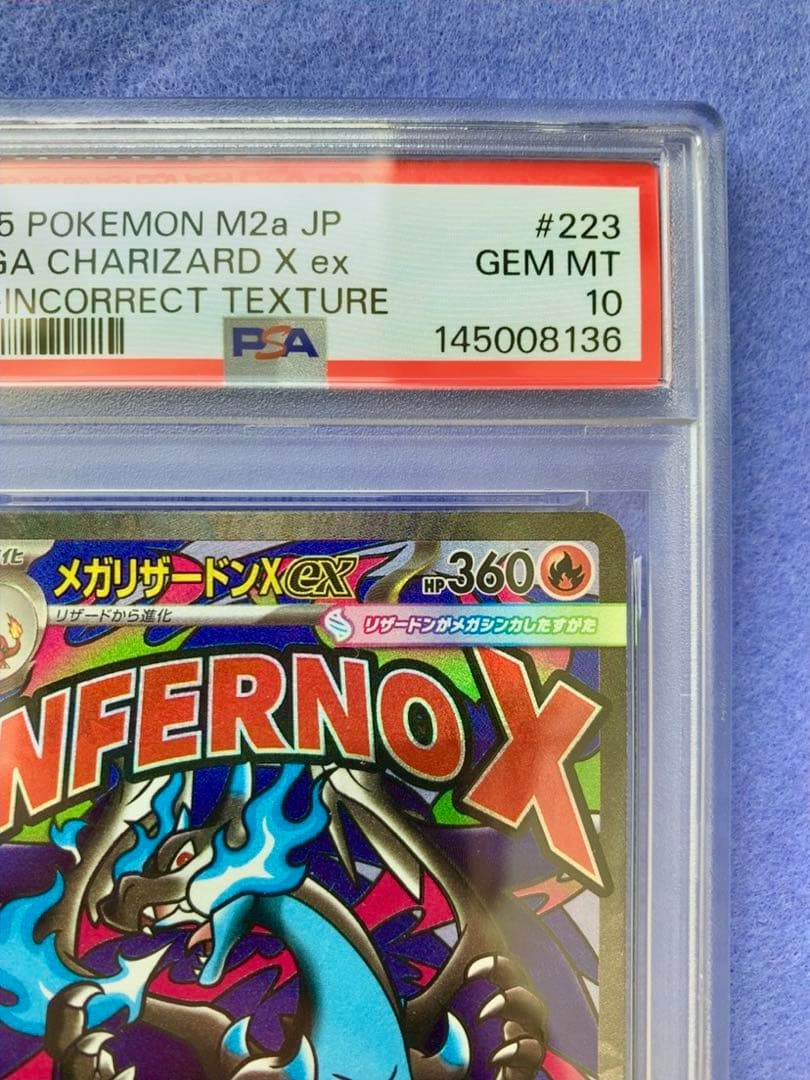 5 POKEMON M2a JP #223
GA CHARIZARD X ex GEM MT
-INCORRECT TEXTURE 10
PSA 145008136
化
メガリザードンXex HP360
リザードから進化
リザードンがメガシンカしたすがた
NFERNO X